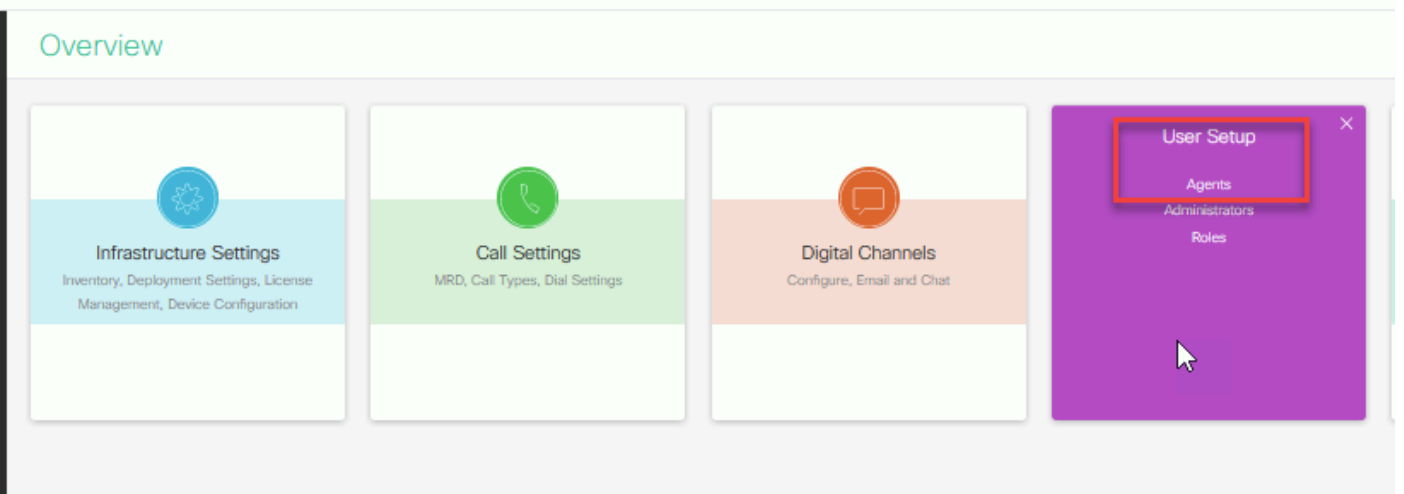 Overview
Infrastructure Settings
Inventory, Deployment Settings, License
Management, Device Configuration
Call Settings
MRD, Call Types, Dial Settings
Digital Channels
Configure, Email and Chat
User Setup
Agents
Administrators
Roles